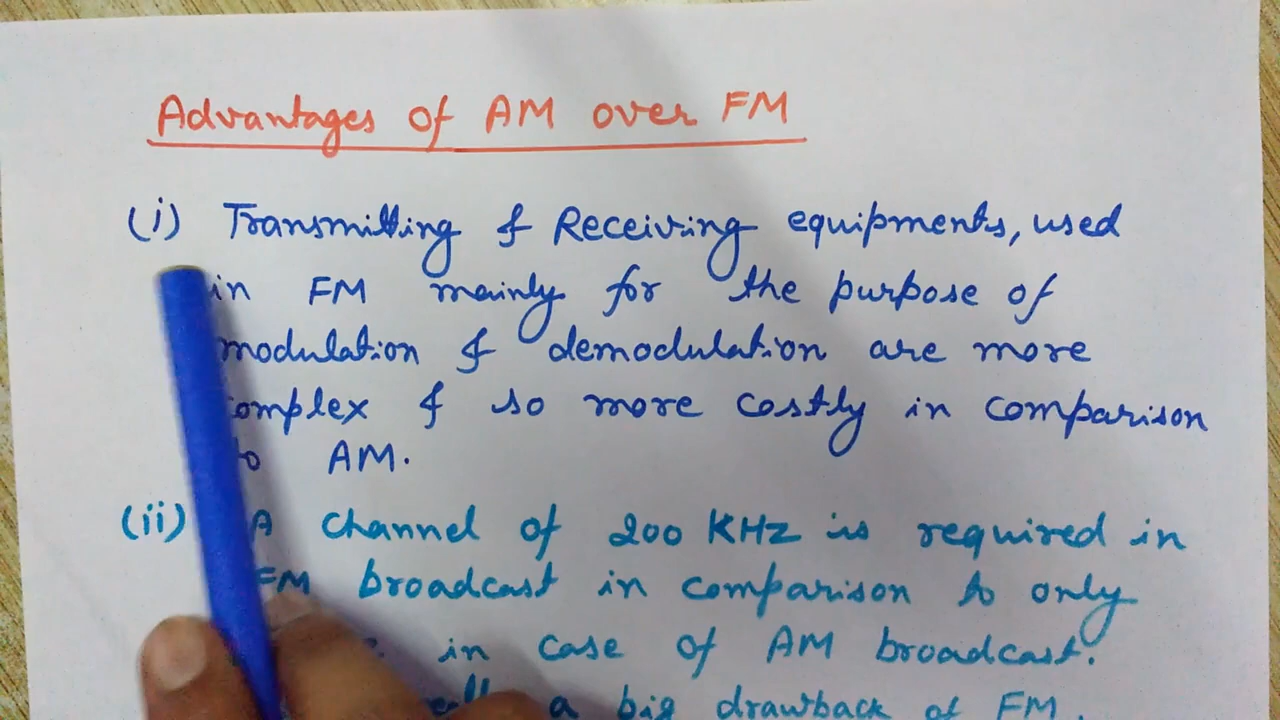 Advantages of AM over FM
(i) Transmitting & Receiving equipments, used
in FM mainly for the purpose of
modulation & demodulation are more
complex & so more costly in comparison
to AM.
(ii) A channel of 200 KHz is required in
FM broadcast in comparison to only
in case of AM broadcast.
a big drawback of FM.